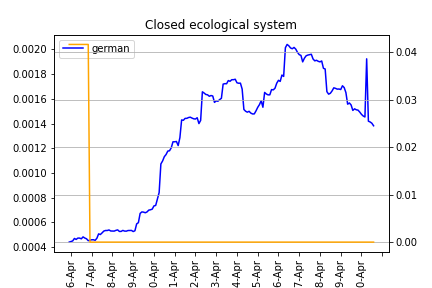 Closed ecological system
german
0.0020
0.0018
0.0016
0.0014
0.0012
0.0010
0.0008
0.0006
0.0004
0.04
0.03
0.02
0.01
0.00
6-Apr
7-Apr
8-Apr
9-Apr
0-Apr
1-Apr
2-Apr
3-Apr
4-Apr
5-Apr
6-Apr
7-Apr
8-Apr
9-Apr
0-Apr